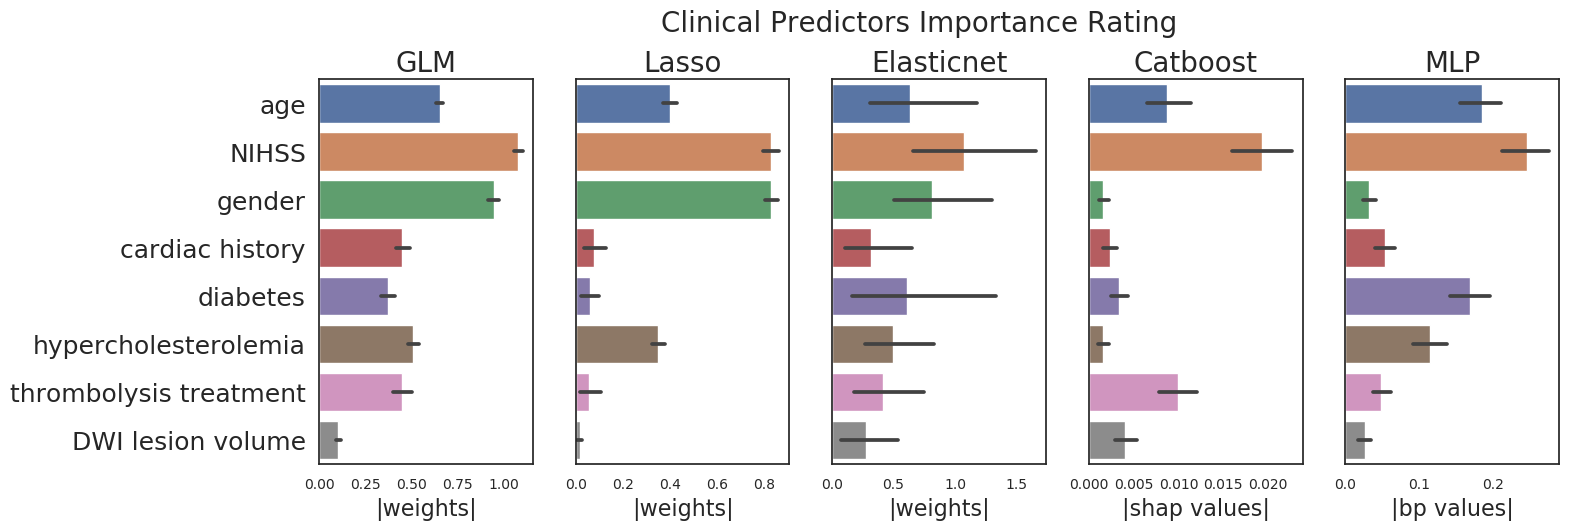 Clinical Predictors Importance Rating
GLM
Lasso
Elasticnet
Catboost
MLP
age
NIHSS
gender
cardiac history
diabetes
hypercholesterolemia
thrombolysis treatment
DWI lesion volume
0.00 0.25 0.50 0.75 1.00
|weights|
0.0 0.2 0.4 0.6 0.8
|weights|
0.0 0.5 1.0 1.5
|weights|
0.000 0.005 0.010 0.015 0.020
|shap values|
0.0 0.1 0.2
|bp values|